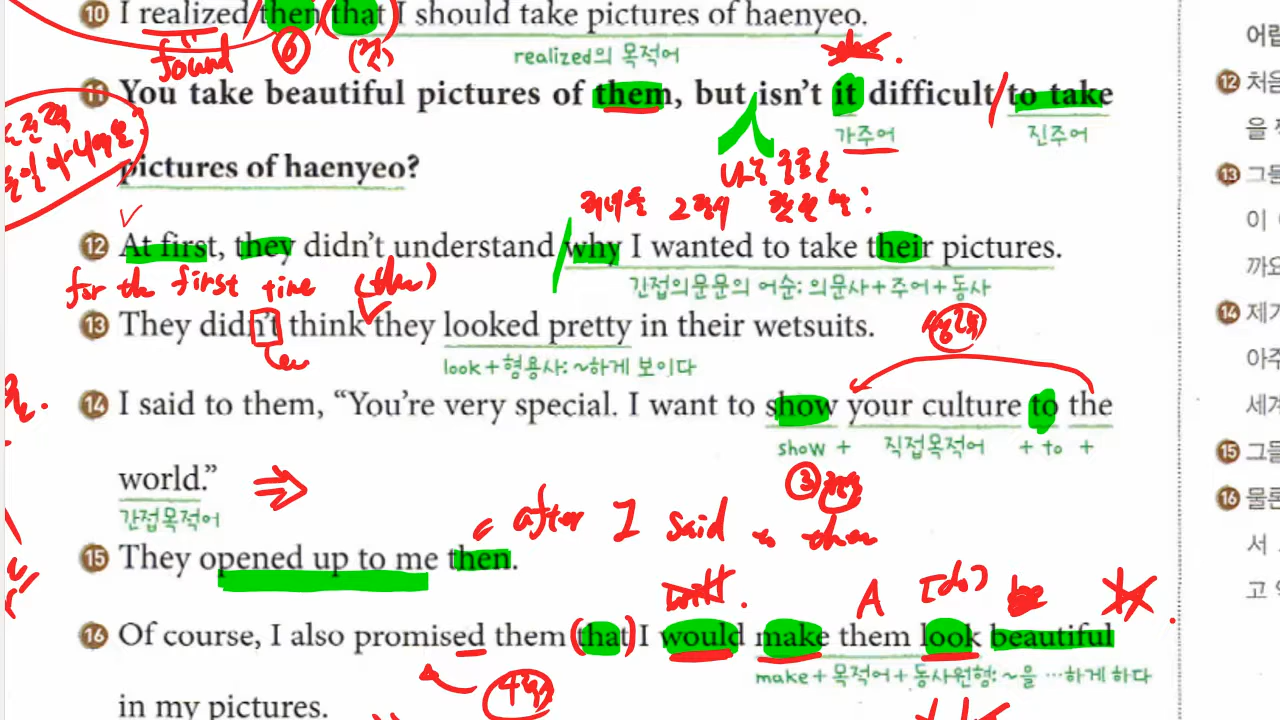 ⑩ I realized then that I should take pictures of haenyeo.
found ⑥ (것) realized의 목적어
⑪ You take beautiful pictures of them, but isn't it difficult to take
가주어 진주어
pictures of haenyeo?
⑫ At first, they didn't understand why I wanted to take their pictures.
for the first time (that) 간접의문문의 어순: 의문사+주어+동사
⑬ They didn't think they looked pretty in their wetsuits.
look+형용사: ~하게 보이다
⑭ I said to them, "You're very special. I want to show your culture to the
show + 직접목적어 + to +
③
world."
간접목적어
after I said to them
⑮ They opened up to me then.
A [do] be
⑯ Of course, I also promised them that I would make them look beautiful
make+목적어+동사원형: ~을 …하게 하다
in my pictures.
어렵
⑫ 처음
을
⑬ 그들
이
까요
⑭ 제가
아주
세계
⑮ 그들
⑯ 물론
서
고